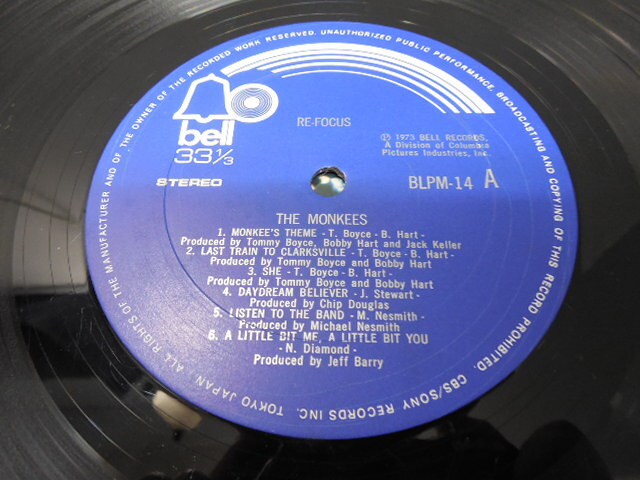 ALL RIGHTS OF THE MANUFACTURER AND OF THE OWNER OF THE RECORDED WORK RESERVED. UNAUTHORIZED PUBLIC PERFORMANCE, BROADCASTING AND COPYING OF THIS RECORD PROHIBITED. CBS/SONY RECORDS INC. TOKYO JAPAN.
bell
33⅓
STEREO
RE-FOCUS
Ⓟ 1973 BELL RECORDS,
A Division of Columbia
Pictures Industries, Inc.
BLPM-14 A
THE MONKEES
1. MONKEE'S THEME - T. Boyce - B. Hart -
Produced by Tommy Boyce, Bobby Hart and Jack Keller
2. LAST TRAIN TO CLARKSVILLE - T. Boyce - B. Hart -
Produced by Tommy Boyce and Bobby Hart
3. SHE - T. Boyce - B. Hart -
Produced by Tommy Boyce and Bobby Hart
4. DAYDREAM BELIEVER - J. Stewart -
Produced by Chip Douglas
5. LISTEN TO THE BAND - M. Nesmith -
Produced by Michael Nesmith
6. A LITTLE BIT ME, A LITTLE BIT YOU
- N. Diamond -
Produced by Jeff Barry